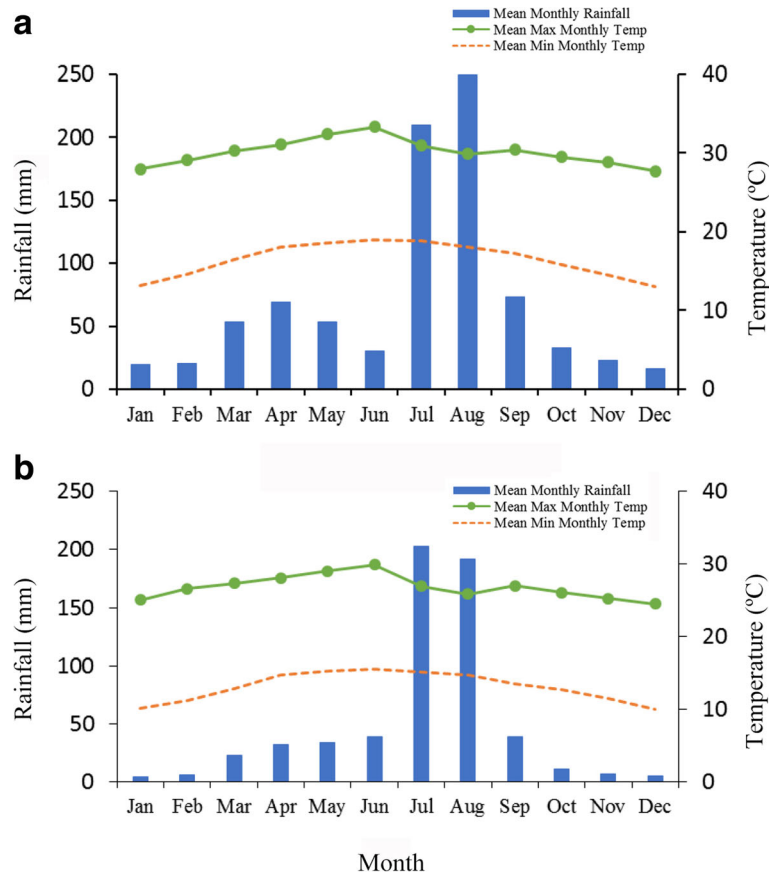 a
Mean Monthly Rainfall
Mean Max Monthly Temp
Mean Min Monthly Temp
250
200
150
100
50
0
Rainfall (mm)
40
30
20
10
0
Temperature (ºC)
Jan Feb Mar Apr May Jun Jul Aug Sep Oct Nov Dec
b
Mean Monthly Rainfall
Mean Max Monthly Temp
Mean Min Monthly Temp
250
200
150
100
50
0
Rainfall (mm)
40
30
20
10
0
Temperature (ºC)
Jan Feb Mar Apr May Jun Jul Aug Sep Oct Nov Dec
Month